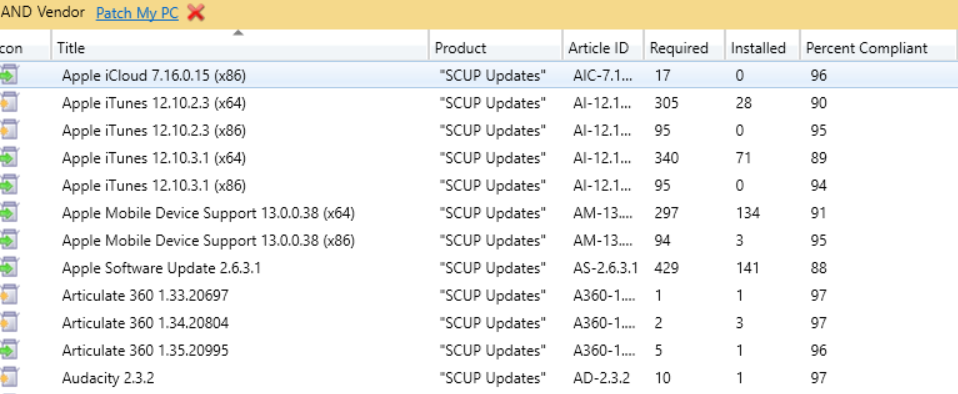 AND Vendor Patch My PC
con Title Product Article ID Required Installed Percent Compliant
Apple iCloud 7.16.0.15 (x86) "SCUP Updates" AIC-7.1... 17 0 96
Apple iTunes 12.10.2.3 (x64) "SCUP Updates" AI-12.1... 305 28 90
Apple iTunes 12.10.2.3 (x86) "SCUP Updates" AI-12.1... 95 0 95
Apple iTunes 12.10.3.1 (x64) "SCUP Updates" AI-12.1... 340 71 89
Apple iTunes 12.10.3.1 (x86) "SCUP Updates" AI-12.1... 95 0 94
Apple Mobile Device Support 13.0.0.38 (x64) "SCUP Updates" AM-13.... 297 134 91
Apple Mobile Device Support 13.0.0.38 (x86) "SCUP Updates" AM-13.... 94 3 95
Apple Software Update 2.6.3.1 "SCUP Updates" AS-2.6.3.1 429 141 88
Articulate 360 1.33.20697 "SCUP Updates" A360-1.... 1 1 97
Articulate 360 1.34.20804 "SCUP Updates" A360-1.... 2 3 97
Articulate 360 1.35.20995 "SCUP Updates" A360-1.... 5 1 96
Audacity 2.3.2 "SCUP Updates" AD-2.3.2 10 1 97